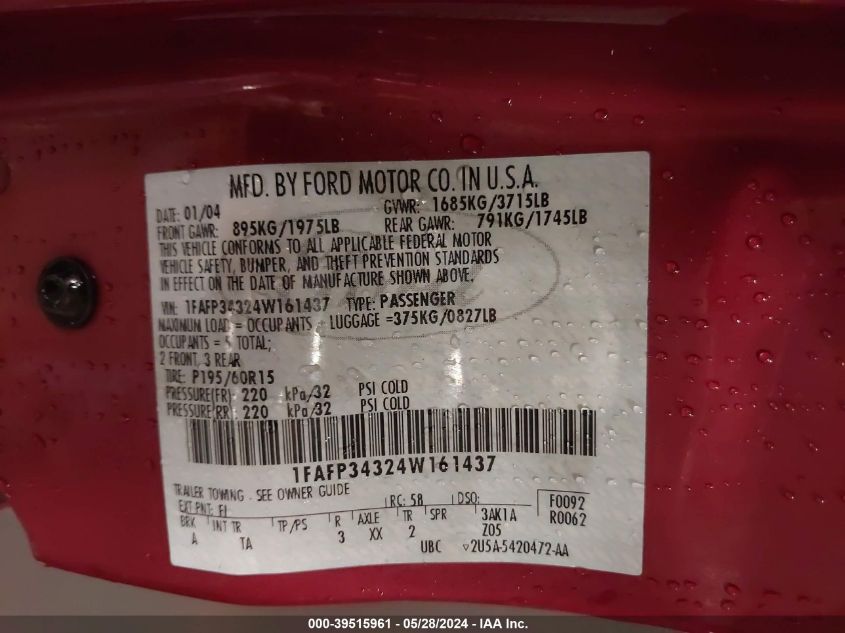 MFD. BY FORD MOTOR CO. IN U.S.A.
DATE: 01/04 GVWR: 1685KG/3715LB
FRONT GAWR: 895KG/1975LB REAR GAWR: 791KG/1745LB
THIS VEHICLE CONFORMS TO ALL APPLICABLE FEDERAL MOTOR
VEHICLE SAFETY, BUMPER, AND THEFT PREVENTION STANDARDS
IN EFFECT ON THE DATE OF MANUFACTURE SHOWN ABOVE.
VIN: 1FAFP34324W161437 TYPE: PASSENGER
MAXIMUM LOAD = OCCUPANTS + LUGGAGE =375KG/0827LB
OCCUPANTS = 5 TOTAL;
2 FRONT, 3 REAR
TIRE: P195/60R15
PRESSURE(FR) 220 kPa/32 PSI COLD
PRESSURE(RR) 220 kPa/32 PSI COLD
1FAFP34324W161437
TRAILER TOWING - SEE OWNER GUIDE
EXT PNT: FL RC: 58 DSO: F0092
BRK INT TR TP/PS R AXLE TR SPR 3AK1A R0062
A TA 3 XX 2 Z05
UBC ▽2U5A-5420472-AA
000-39515961 - 05/28/2024 - IAA Inc.